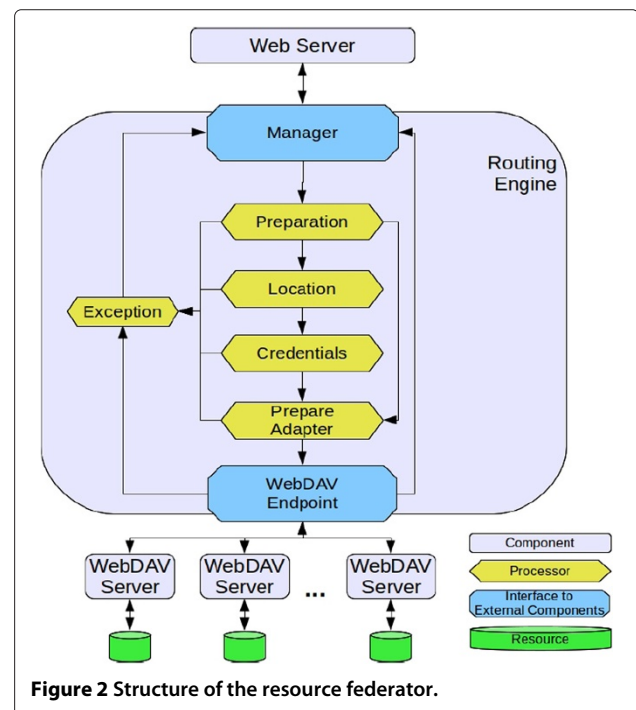 Web Server
Manager
Routing
Engine
Preparation
Location
Exception
Credentials
Prepare
Adapter
WebDAV
Endpoint
WebDAV
Server
WebDAV
Server
...
WebDAV
Server
Component
Processor
Interface to
External Components
Resource
Figure 2 Structure of the resource federator.